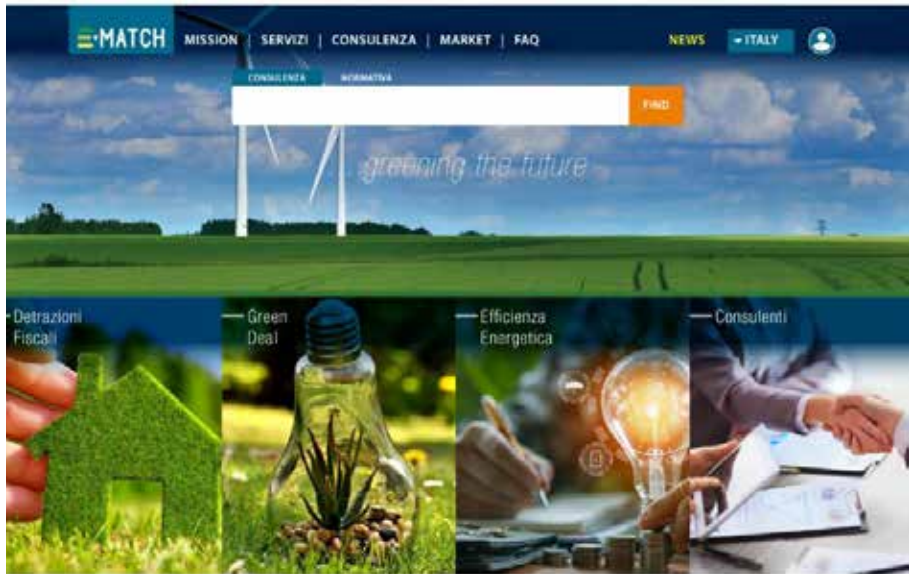 E-MATCH
MISSION | SERVIZI | CONSULENZA | MARKET | FAQ
NEWS
ITALY
CONSULENZA
NORMATIVA
FIND
...greening the future
Detrazioni
Fiscali
Green
Deal
Efficienza
Energetica
Consulenti